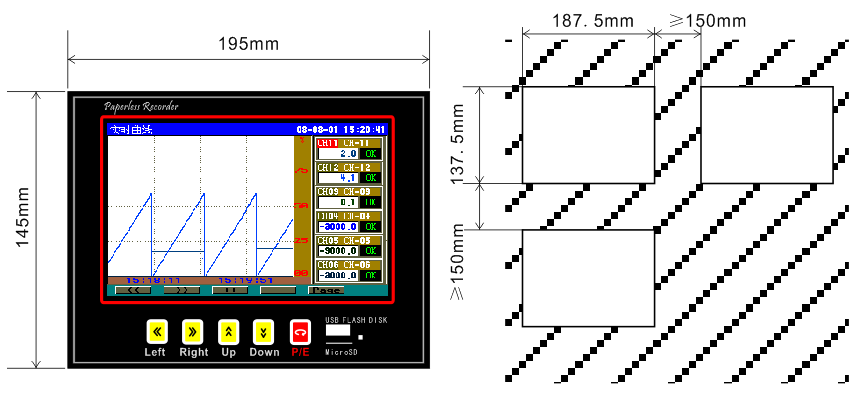 195mm
145mm
Paperless Recorder
实时曲线 08-08-01 15:20:41
CH11 CH-11
2.0 OK
75
CH12 CH-12
4.1 OK
CH09 CH-09
0.1 OK
50
CH04 CH-04
-3000.0 OK
25
CH05 CH-05
-3000.0 OK
CH06 CH-06
-3000.0 OK
00
15:18:11 15:19:51
<< >> Page
USB FLASH DISK
MicroSD
Left Right Up Down P/E
187.5mm
≥150mm
137.5mm
≥150mm